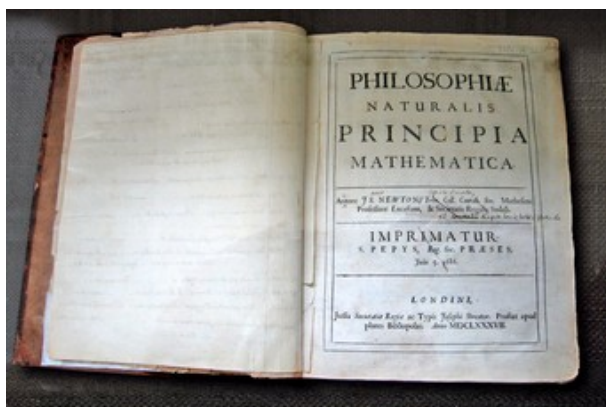 PHILOSOPHIÆ
NATURALIS
PRINCIPIA
MATHEMATICA.
Autore JS. NEWTON, Trin. Coll. Cantab. Soc. Matheseos
Professore Lucasiano, & Societatis Regalis Sodali.
IMPRIMATUR.
S. PEPYS, Reg. Soc. PRÆSES.
Julii 5. 1686.
LONDINI,
Jussu Societatis Regiæ ac Typis Josephi Streater. Prostat apud
plures Bibliopolas. Anno MDCLXXXVII.